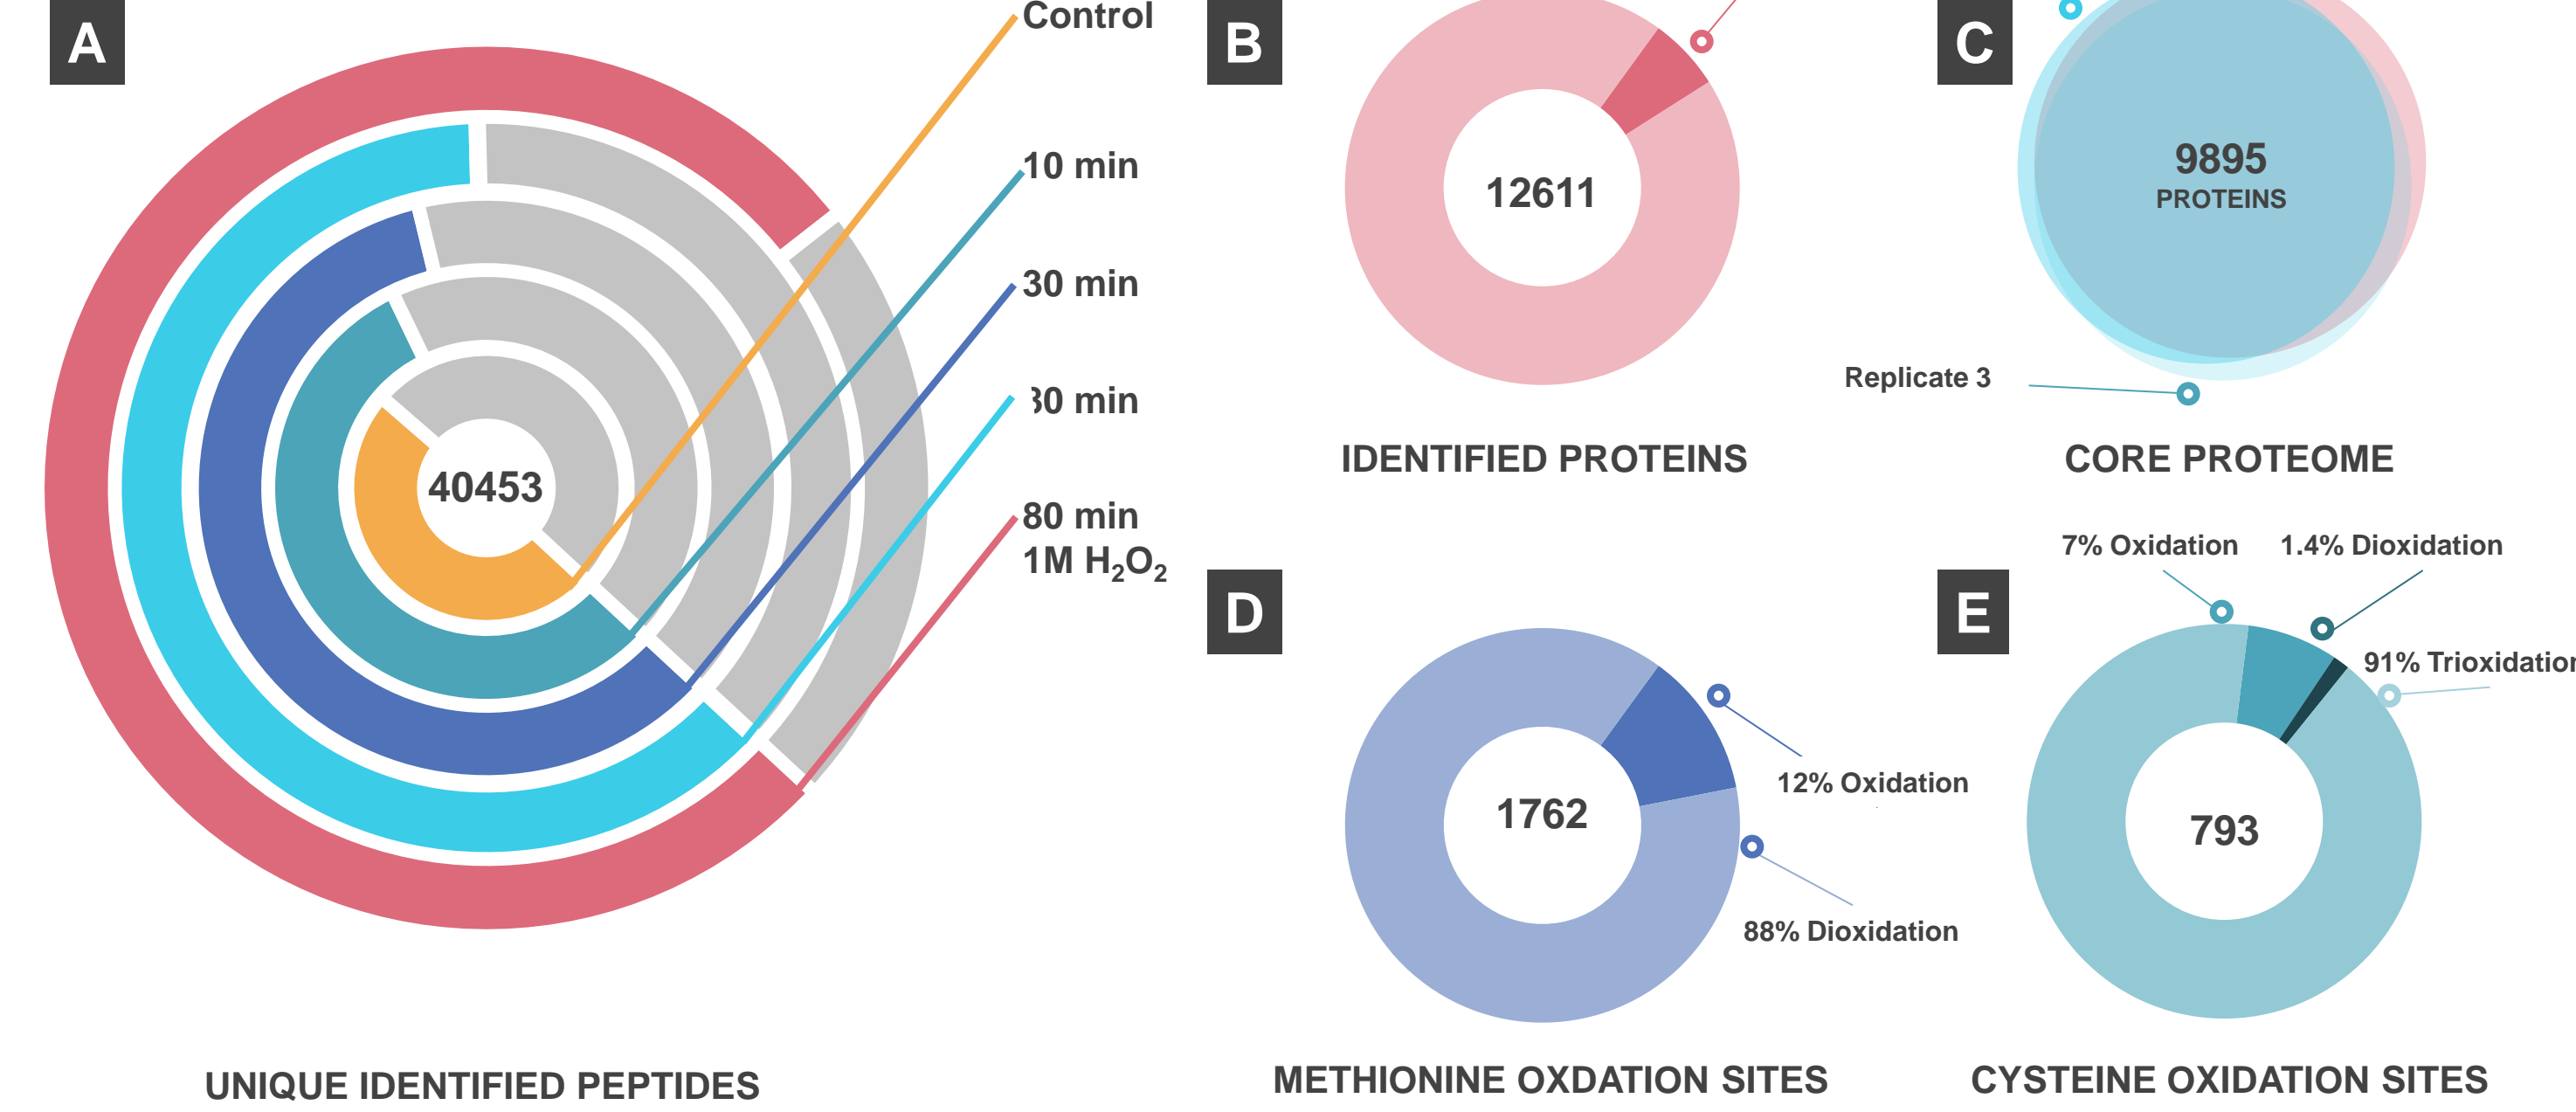 A
Control
10 min
30 min
30 min
80 min
1M H₂O₂
40453
UNIQUE IDENTIFIED PEPTIDES
B
12611
IDENTIFIED PROTEINS
C
9895
PROTEINS
Replicate 3
CORE PROTEOME
D
1762
12% Oxidation
88% Dioxidation
METHIONINE OXDATION SITES
E
7% Oxidation
1.4% Dioxidation
91% Trioxidation
793
CYSTEINE OXIDATION SITES